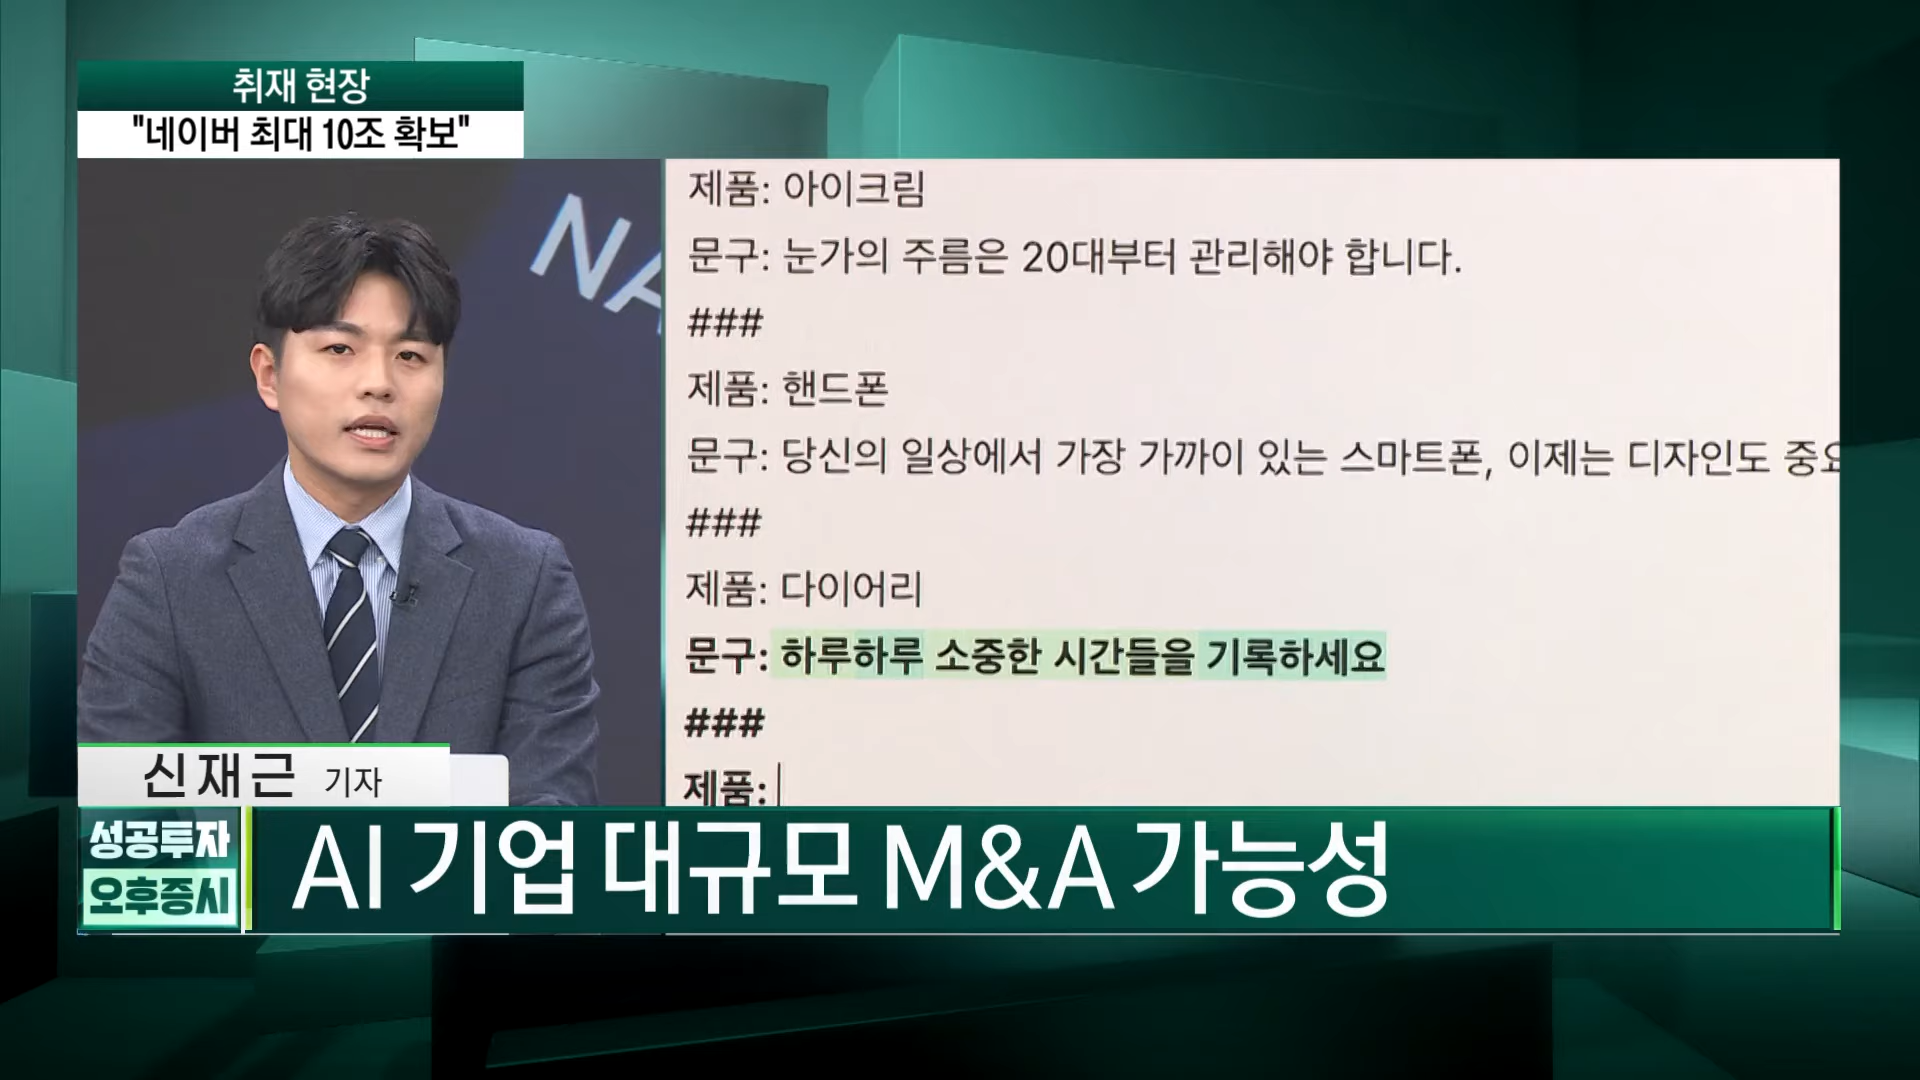 취재 현장
"네이버 최대 10조 확보"
NA
제품: 아이크림
문구: 눈가의 주름은 20대부터 관리해야 합니다.
###
제품: 핸드폰
문구: 당신의 일상에서 가장 가까이 있는 스마트폰, 이제는 디자인도 중요
###
제품: 다이어리
문구: 하루하루 소중한 시간들을 기록하세요
###
제품:
신재근 기자
성공투자
오후증시
AI 기업 대규모 M&A 가능성